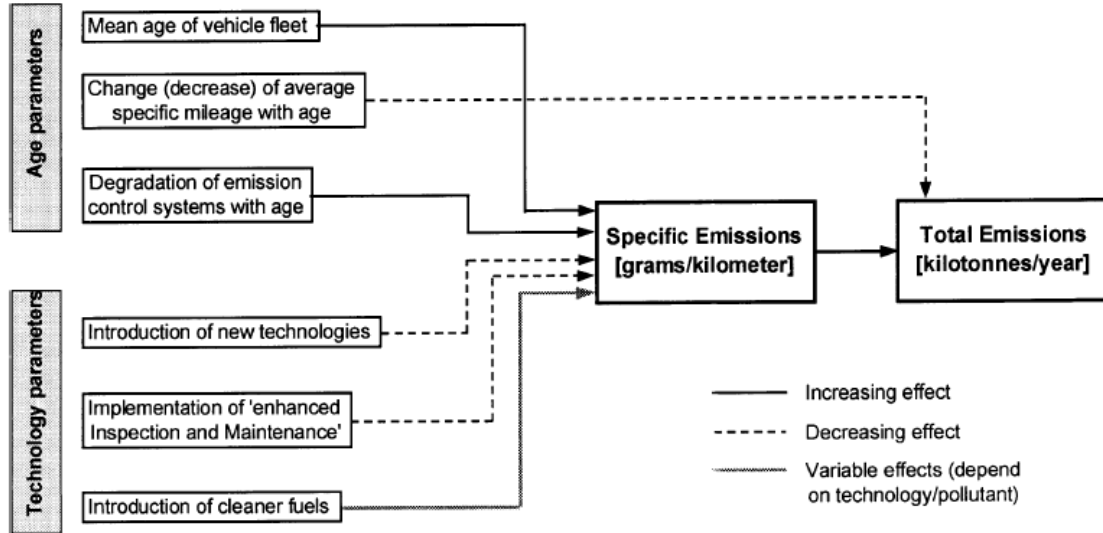 Age parameters
Mean age of vehicle fleet
Change (decrease) of average
specific mileage with age
Degradation of emission
control systems with age
Technology parameters
Introduction of new technologies
Implementation of 'enhanced
Inspection and Maintenance'
Introduction of cleaner fuels
Specific Emissions
[grams/kilometer]
Total Emissions
[kilotonnes/year]
Increasing effect
Decreasing effect
Variable effects (depend
on technology/pollutant)